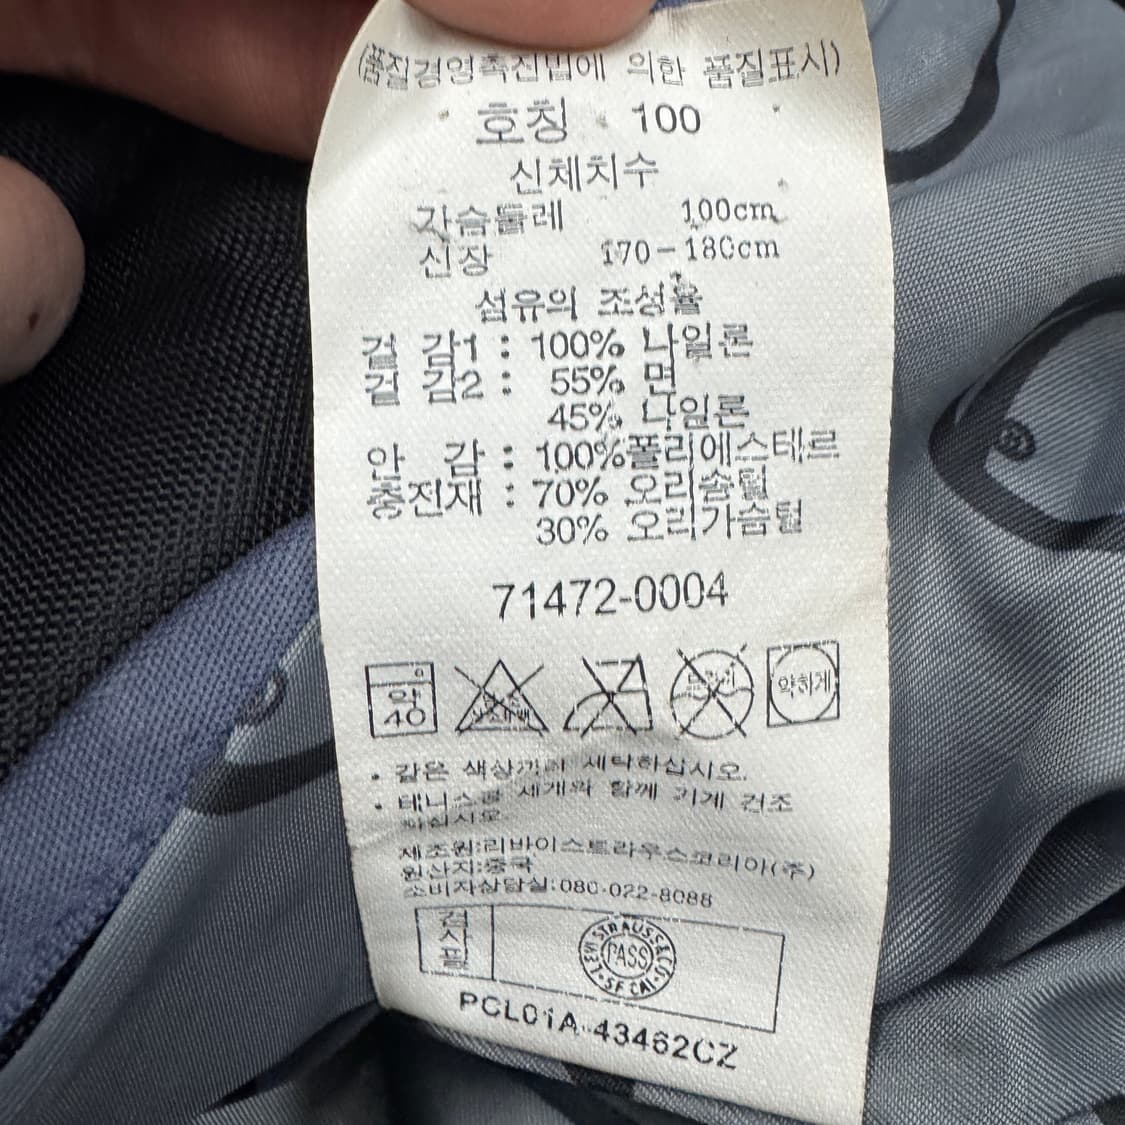 (품질경영촉진법에 의한 품질표시)
호칭 100
신체치수
가슴둘레 100cm
신장 170-180cm
섬유의 조성율
겉 감1 : 100% 나일론
겉 감2 : 55% 면
45% 나일론
안 감 : 100%폴리에스테르
충전재 : 70% 오리솜털
30% 오리가슴털
71472-0004
약 40
약하게
• 같은 색상끼리 세탁하십시오.
• 테니스공 세개와 함께 기계 건조
하십시오
제조원:리바이스트라우스코리아(주)
원산지:중국
소비자상담실:080-022-8088
검사필
LEVI STRAUSS & CO. S.F. CAL.
PASS
PCL01A-43462CZ